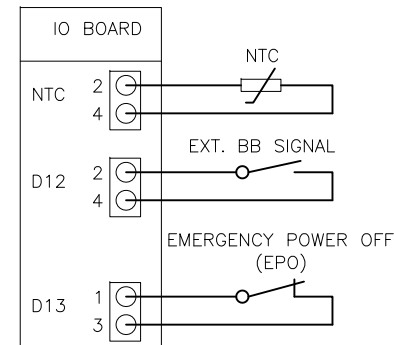 IO BOARD
NTC
NTC
2
4
EXT. BB SIGNAL
D12
2
4
EMERGENCY POWER OFF
(EPO)
D13
1
3